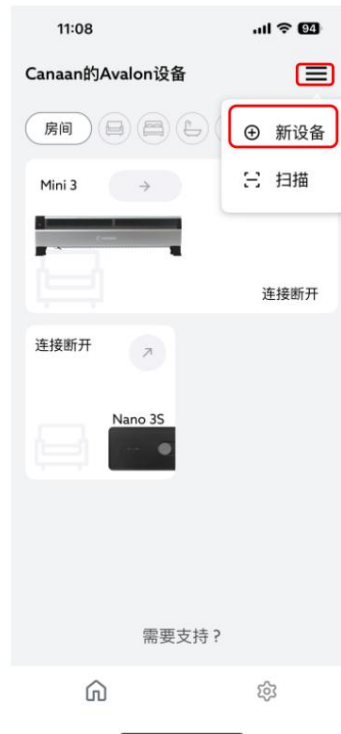 11:08
94
Canaan的Avalon设备
房间
新设备
扫描
Mini 3
连接断开
连接断开
Nano 3S
需要支持？